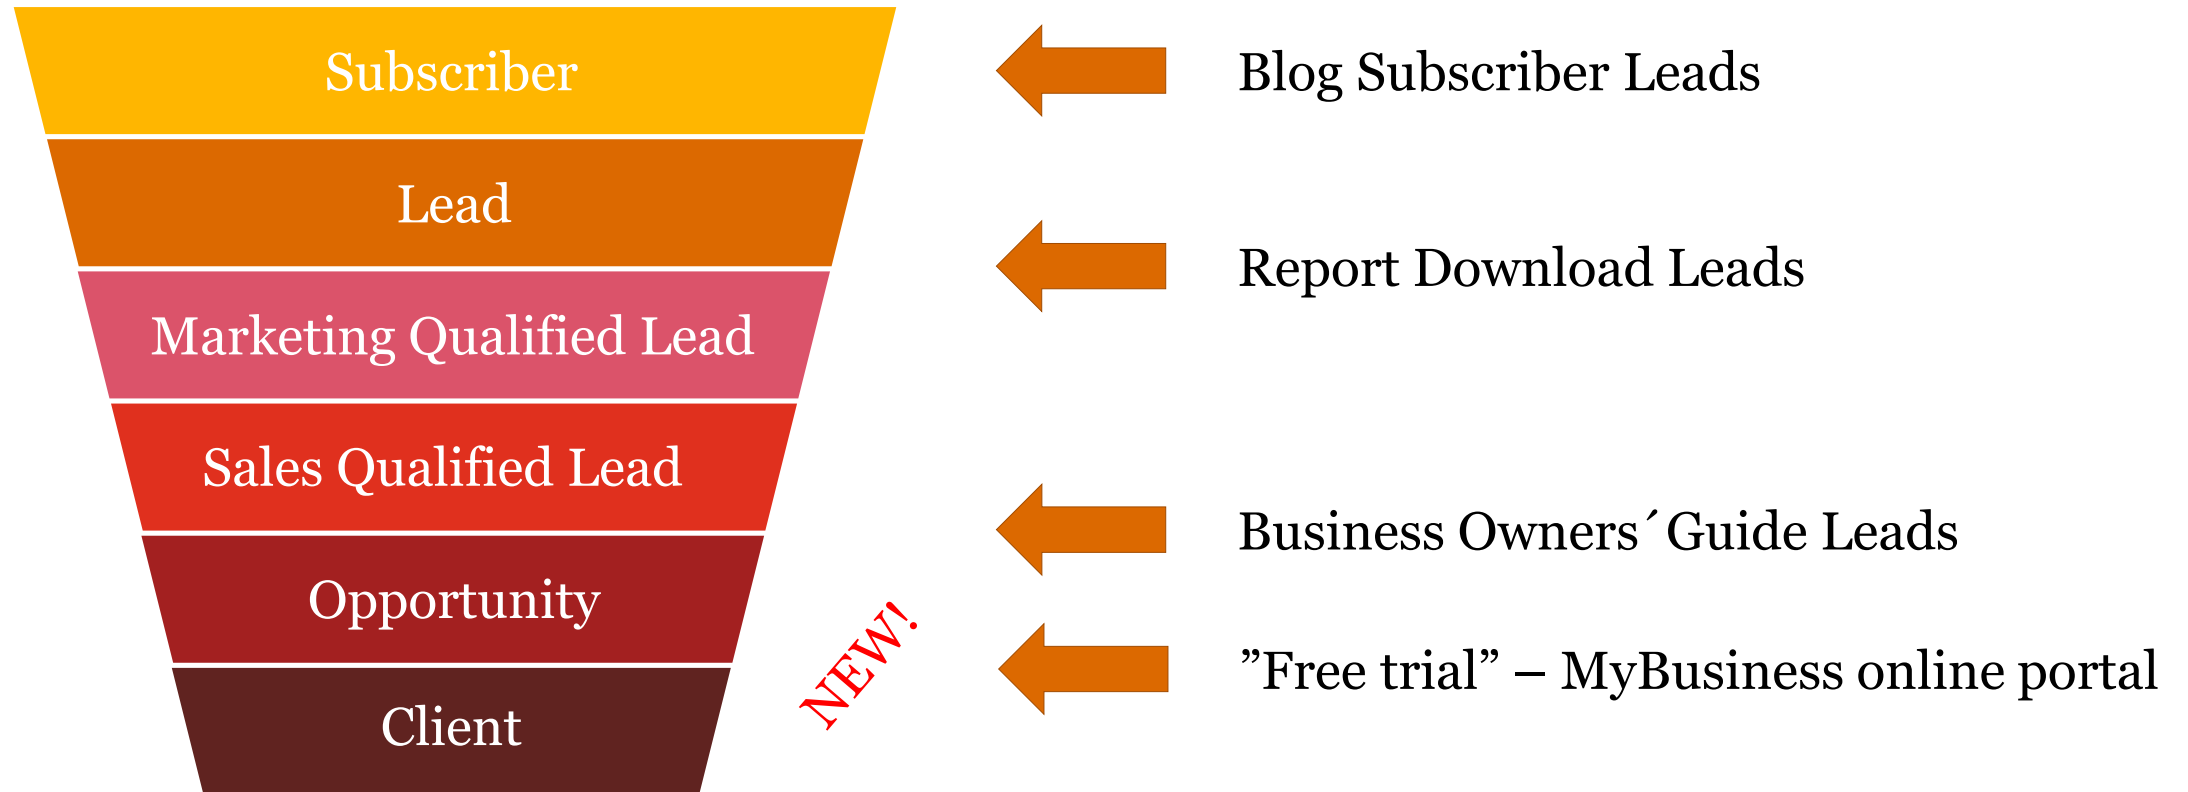 Subscriber
Blog Subscriber Leads
Lead
Report Download Leads
Marketing Qualified Lead
Sales Qualified Lead
Business Owners´Guide Leads
Opportunity
NEW!
”Free trial” – MyBusiness online portal
Client